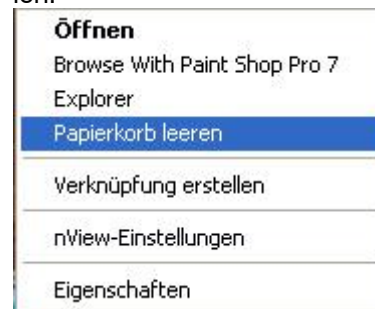 Öffnen
Browse With Paint Shop Pro 7
Explorer
Papierkorb leeren
Verknüpfung erstellen
nView-Einstellungen
Eigenschaften